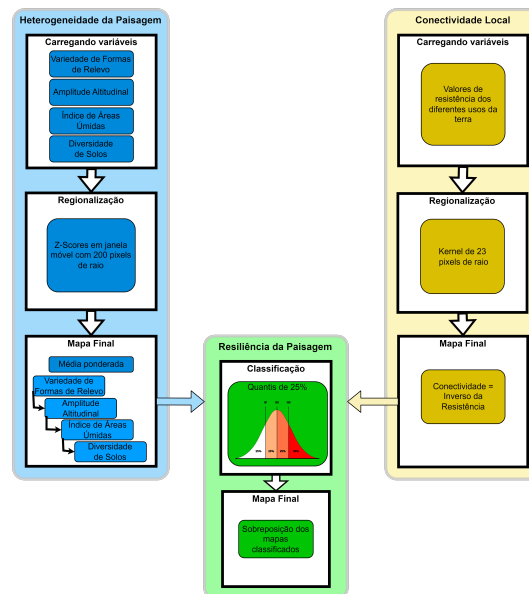 Heterogeneidade da Paisagem
Carregando variáveis
Variedade de Formas
de Relevo
Amplitude Altitudinal
Índice de Áreas
Úmidas
Diversidade
de Solos
Regionalização
Z-Scores em janela
móvel com 200 pixels
de raio
Mapa Final
Média ponderada
Variedade de
Formas de Relevo
Amplitude
Altitudinal
Índice de Áreas
Úmidas
Diversidade
de Solos
Resiliência da Paisagem
Classificação
Quantis de 25%
Mapa Final
Sobreposição dos
mapas
classificados
Conectividade Local
Carregando variáveis
Valores de
resistência dos
diferentes usos da
terra
Regionalização
Kernel de 23
pixels de raio
Mapa Final
Conectividade =
Inverso da
Resistência